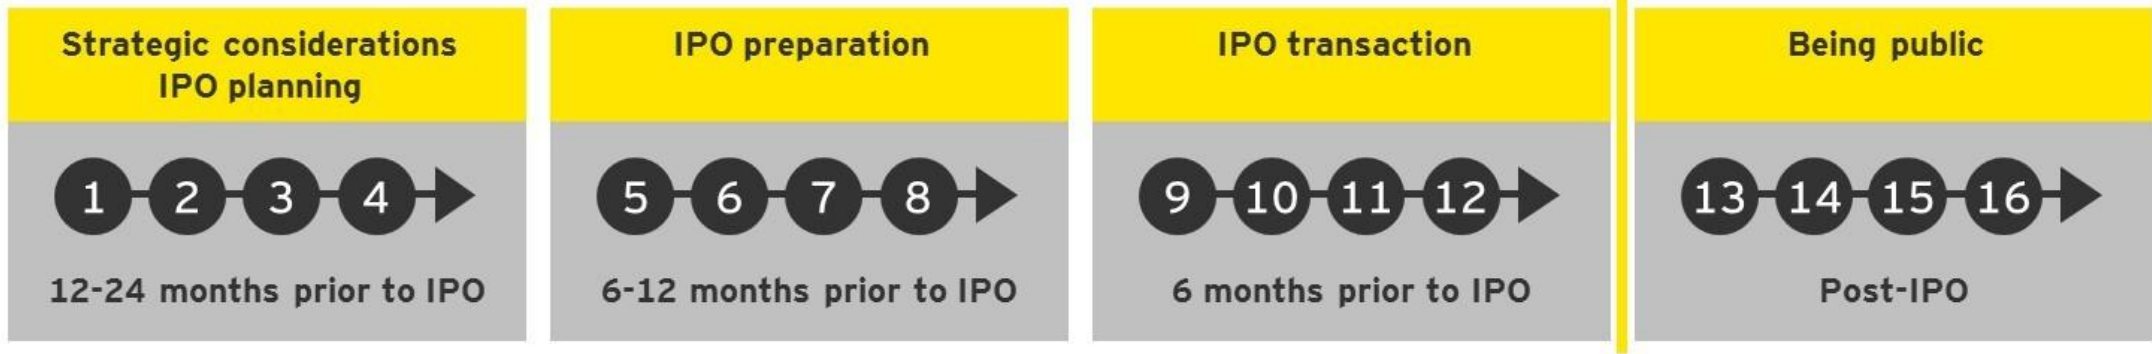 Strategic considerations
IPO planning
1 2 3 4
12-24 months prior to IPO
IPO preparation
5 6 7 8
6-12 months prior to IPO
IPO transaction
9 10 11 12
6 months prior to IPO
Being public
13 14 15 16
Post-IPO